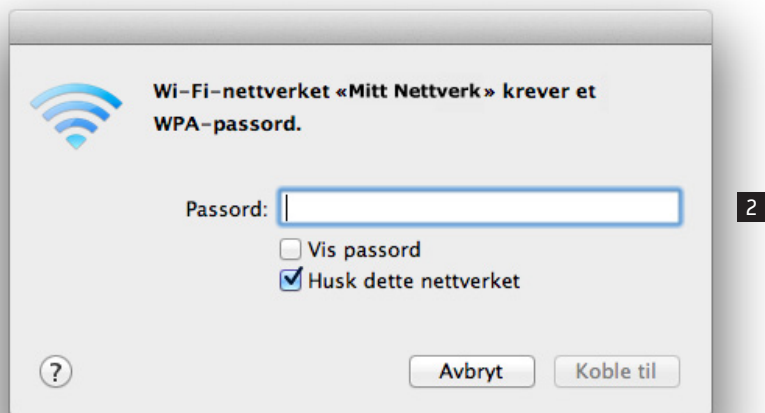 Wi-Fi-nettverket «Mitt Nettverk» krever et
WPA-passord.
Passord:
2
Vis passord
Husk dette nettverket
?
Avbryt
Koble til